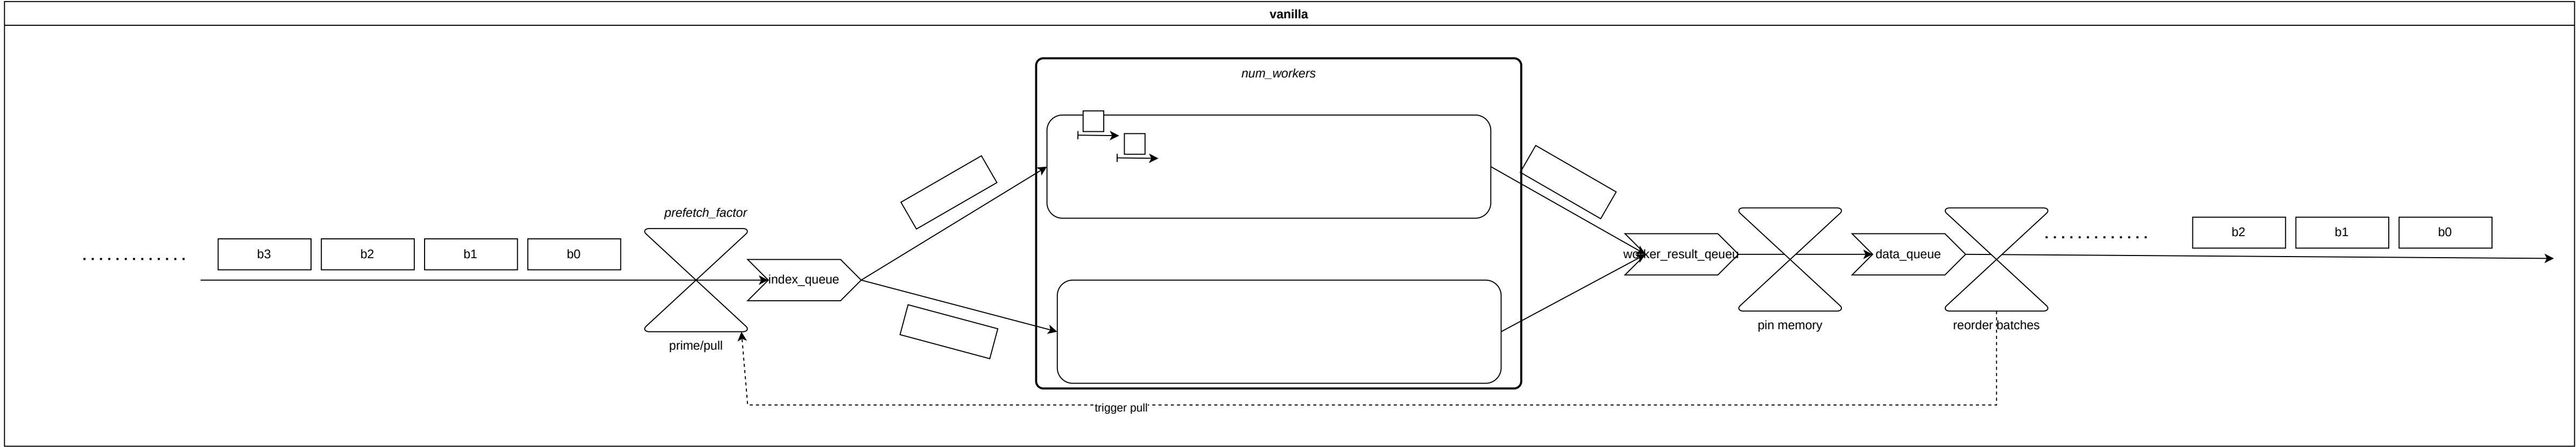 vanilla
num_workers
prefetch_factor
b3
b2
b1
b0
index_queue
prime/pull
worker_result_qeueu
pin memory
data_queue
reorder batches
b2
b1
b0
trigger pull